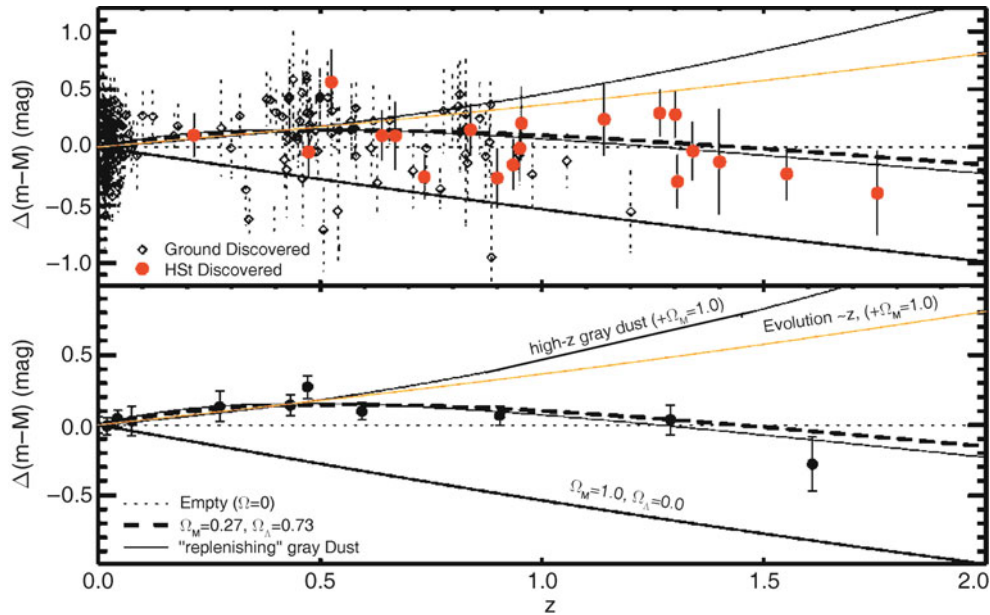 1.0
0.5
0.0
−0.5
−1.0
Δ(m−M) (mag)
Ground Discovered
HSt Discovered
high-z gray dust (+Ω_M=1.0)
Evolution ~z, (+Ω_M=1.0)
0.5
0.0
−0.5
Δ(m−M) (mag)
Ω_M=1.0, Ω_Λ=0.0
Empty (Ω=0)
Ω_M=0.27, Ω_Λ=0.73
"replenishing" gray Dust
0.0 0.5 1.0 1.5 2.0
z